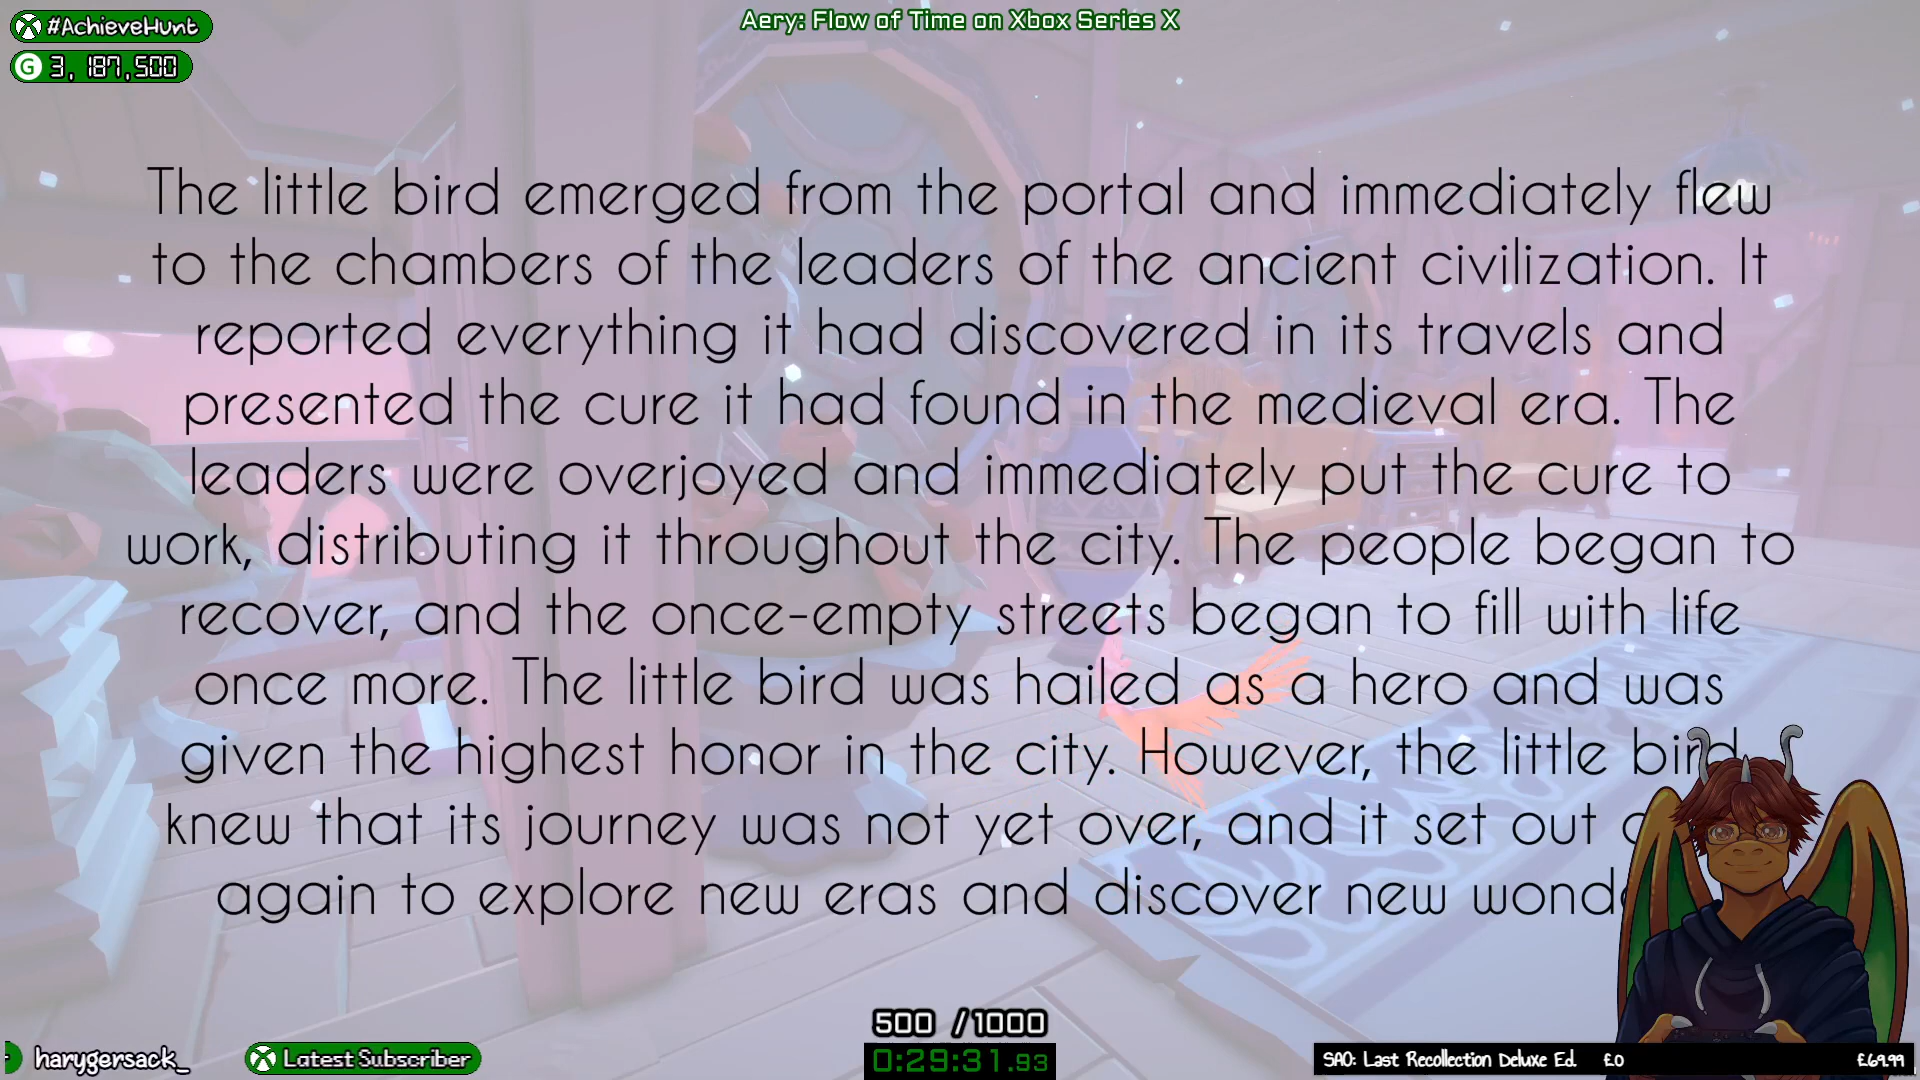 #AchieveHunt
Aery: Flow of Time on Xbox Series X
G 3,187,500
The little bird emerged from the portal and immediately flew
to the chambers of the leaders of the ancient civilization. It
reported everything it had discovered in its travels and
presented the cure it had found in the medieval era. The
leaders were overjoyed and immediately put the cure to
work, distributing it throughout the city. The people began to
recover, and the once-empty streets began to fill with life
once more. The little bird was hailed as a hero and was
given the highest honor in the city. However, the little bird
knew that its journey was not yet over, and it set out
again to explore new eras and discover new
500 /1000
0:29:31.93
harygersack_
Latest Subscriber
SAO: Last Recollection Deluxe Ed. £0 £69.99